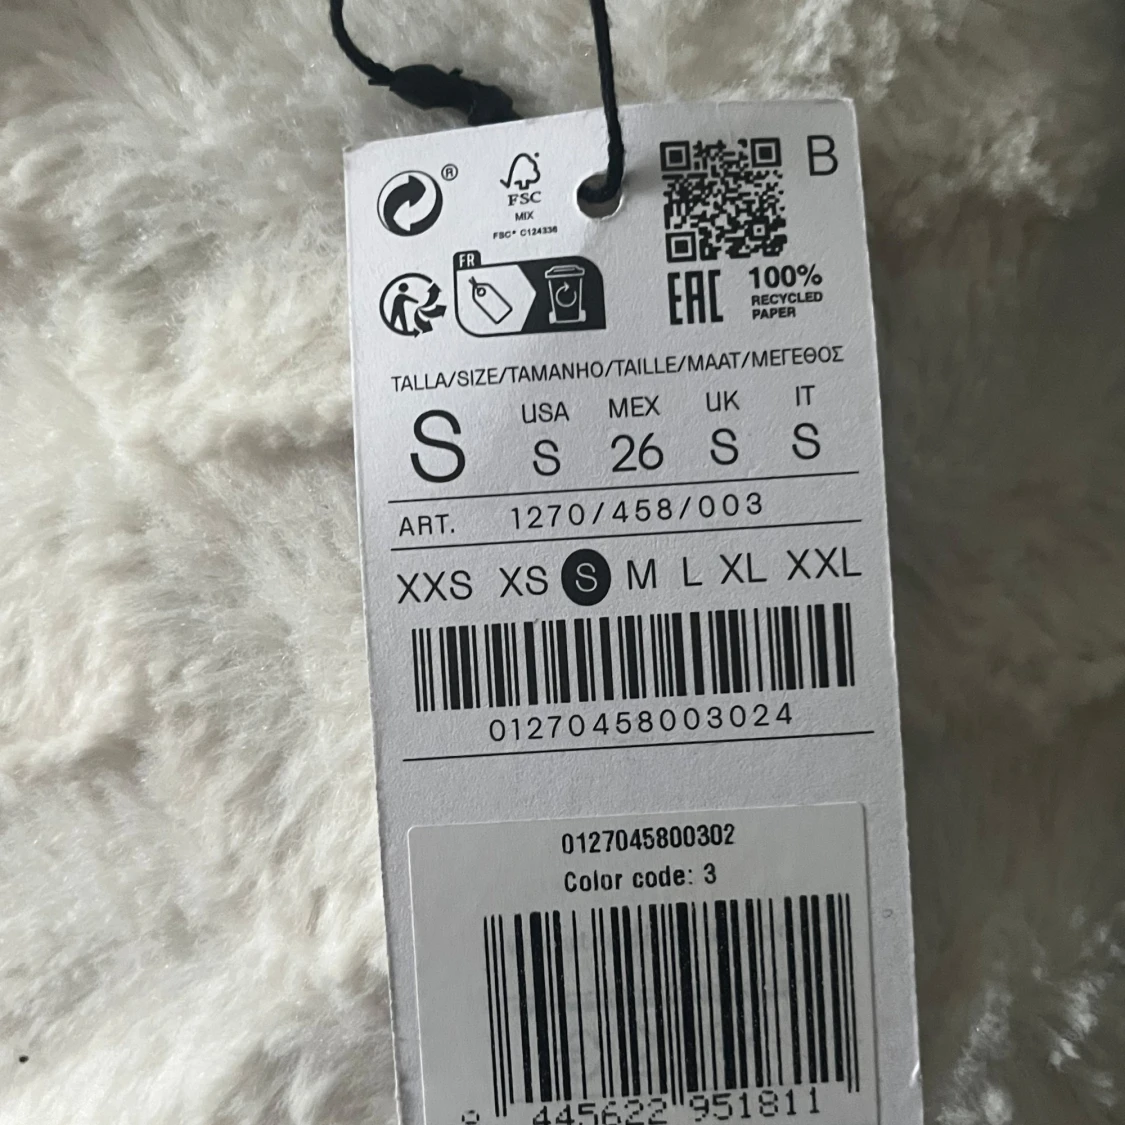 ®
B
FSC
MIX
FSC® C124336
FR
EAC
100%
RECYCLED
PAPER
TALLA/SIZE/TAMANHO/TAILLE/MAAT/ΜΕΓΕΘΟΣ
USA MEX UK IT
S S 26 S S
ART. 1270/458/003
XXS XS S M L XL XXL
01270458003024
0127045800302
Color code: 3
445622 951811